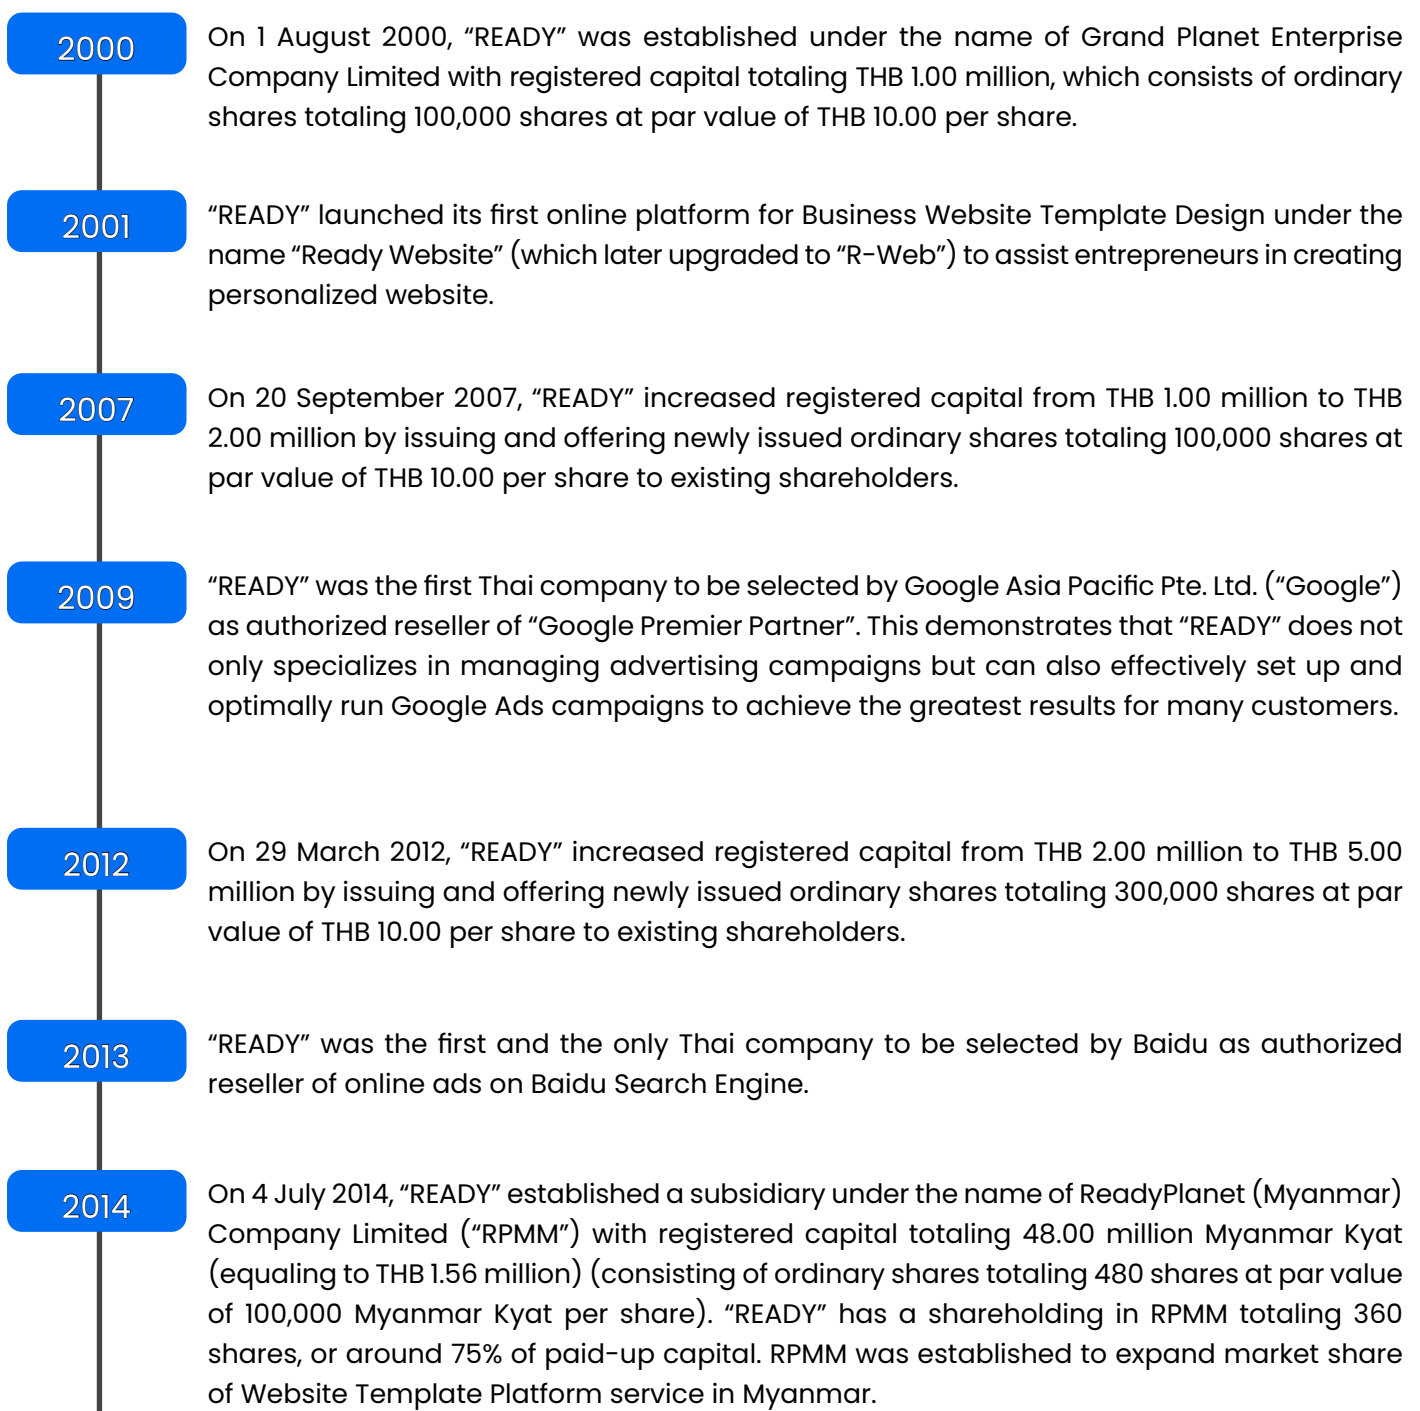 2000
On 1 August 2000, “READY” was established under the name of Grand Planet Enterprise
Company Limited with registered capital totaling THB 1.00 million, which consists of ordinary
shares totaling 100,000 shares at par value of THB 10.00 per share.
2001
“READY” launched its first online platform for Business Website Template Design under the
name “Ready Website” (which later upgraded to “R-Web”) to assist entrepreneurs in creating
personalized website.
2007
On 20 September 2007, “READY” increased registered capital from THB 1.00 million to THB
2.00 million by issuing and offering newly issued ordinary shares totaling 100,000 shares at
par value of THB 10.00 per share to existing shareholders.
2009
“READY” was the first Thai company to be selected by Google Asia Pacific Pte. Ltd. (“Google”)
as authorized reseller of “Google Premier Partner”. This demonstrates that “READY” does not
only specializes in managing advertising campaigns but can also effectively set up and
optimally run Google Ads campaigns to achieve the greatest results for many customers.
2012
On 29 March 2012, “READY” increased registered capital from THB 2.00 million to THB 5.00
million by issuing and offering newly issued ordinary shares totaling 300,000 shares at par
value of THB 10.00 per share to existing shareholders.
2013
“READY” was the first and the only Thai company to be selected by Baidu as authorized
reseller of online ads on Baidu Search Engine.
2014
On 4 July 2014, “READY” established a subsidiary under the name of ReadyPlanet (Myanmar)
Company Limited (“RPMM”) with registered capital totaling 48.00 million Myanmar Kyat
(equaling to THB 1.56 million) (consisting of ordinary shares totaling 480 shares at par value
of 100,000 Myanmar Kyat per share). “READY” has a shareholding in RPMM totaling 360
shares, or around 75% of paid-up capital. RPMM was established to expand market share
of Website Template Platform service in Myanmar.